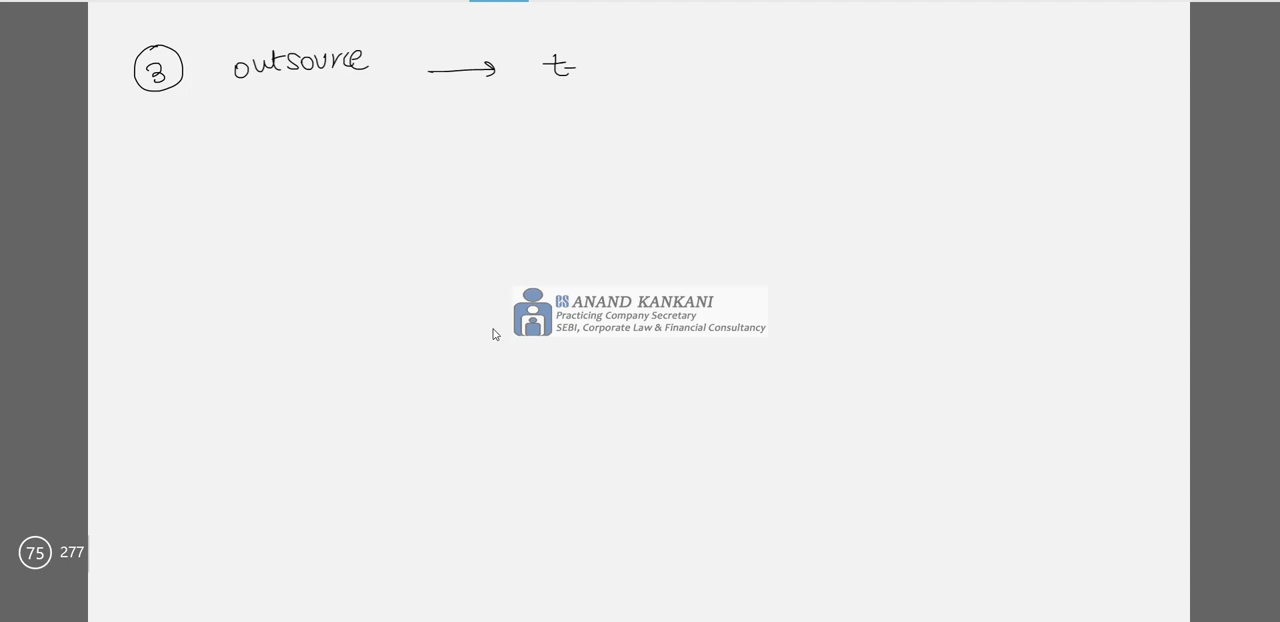 3 outsource → t
CS ANAND KANKANI
Practicing Company Secretary
SEBI, Corporate Law & Financial Consultancy
75 277